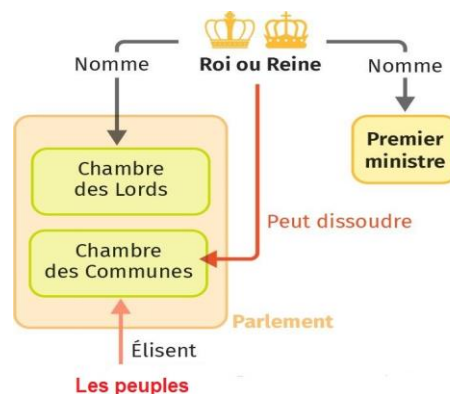 Nomme
Roi ou Reine
Nomme
Premier
ministre
Chambre
des Lords
Peut dissoudre
Chambre
des Communes
Parlement
Élisent
Les peuples